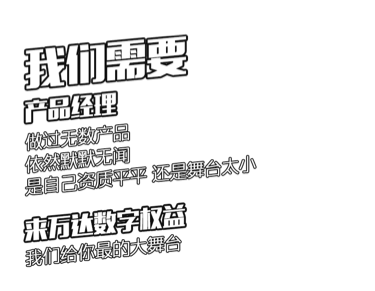 我们需要
产品经理
做过无数产品
依然默默无闻
是自己资质平平 还是舞台太小
来万达数字权益
我们给你最的大舞台